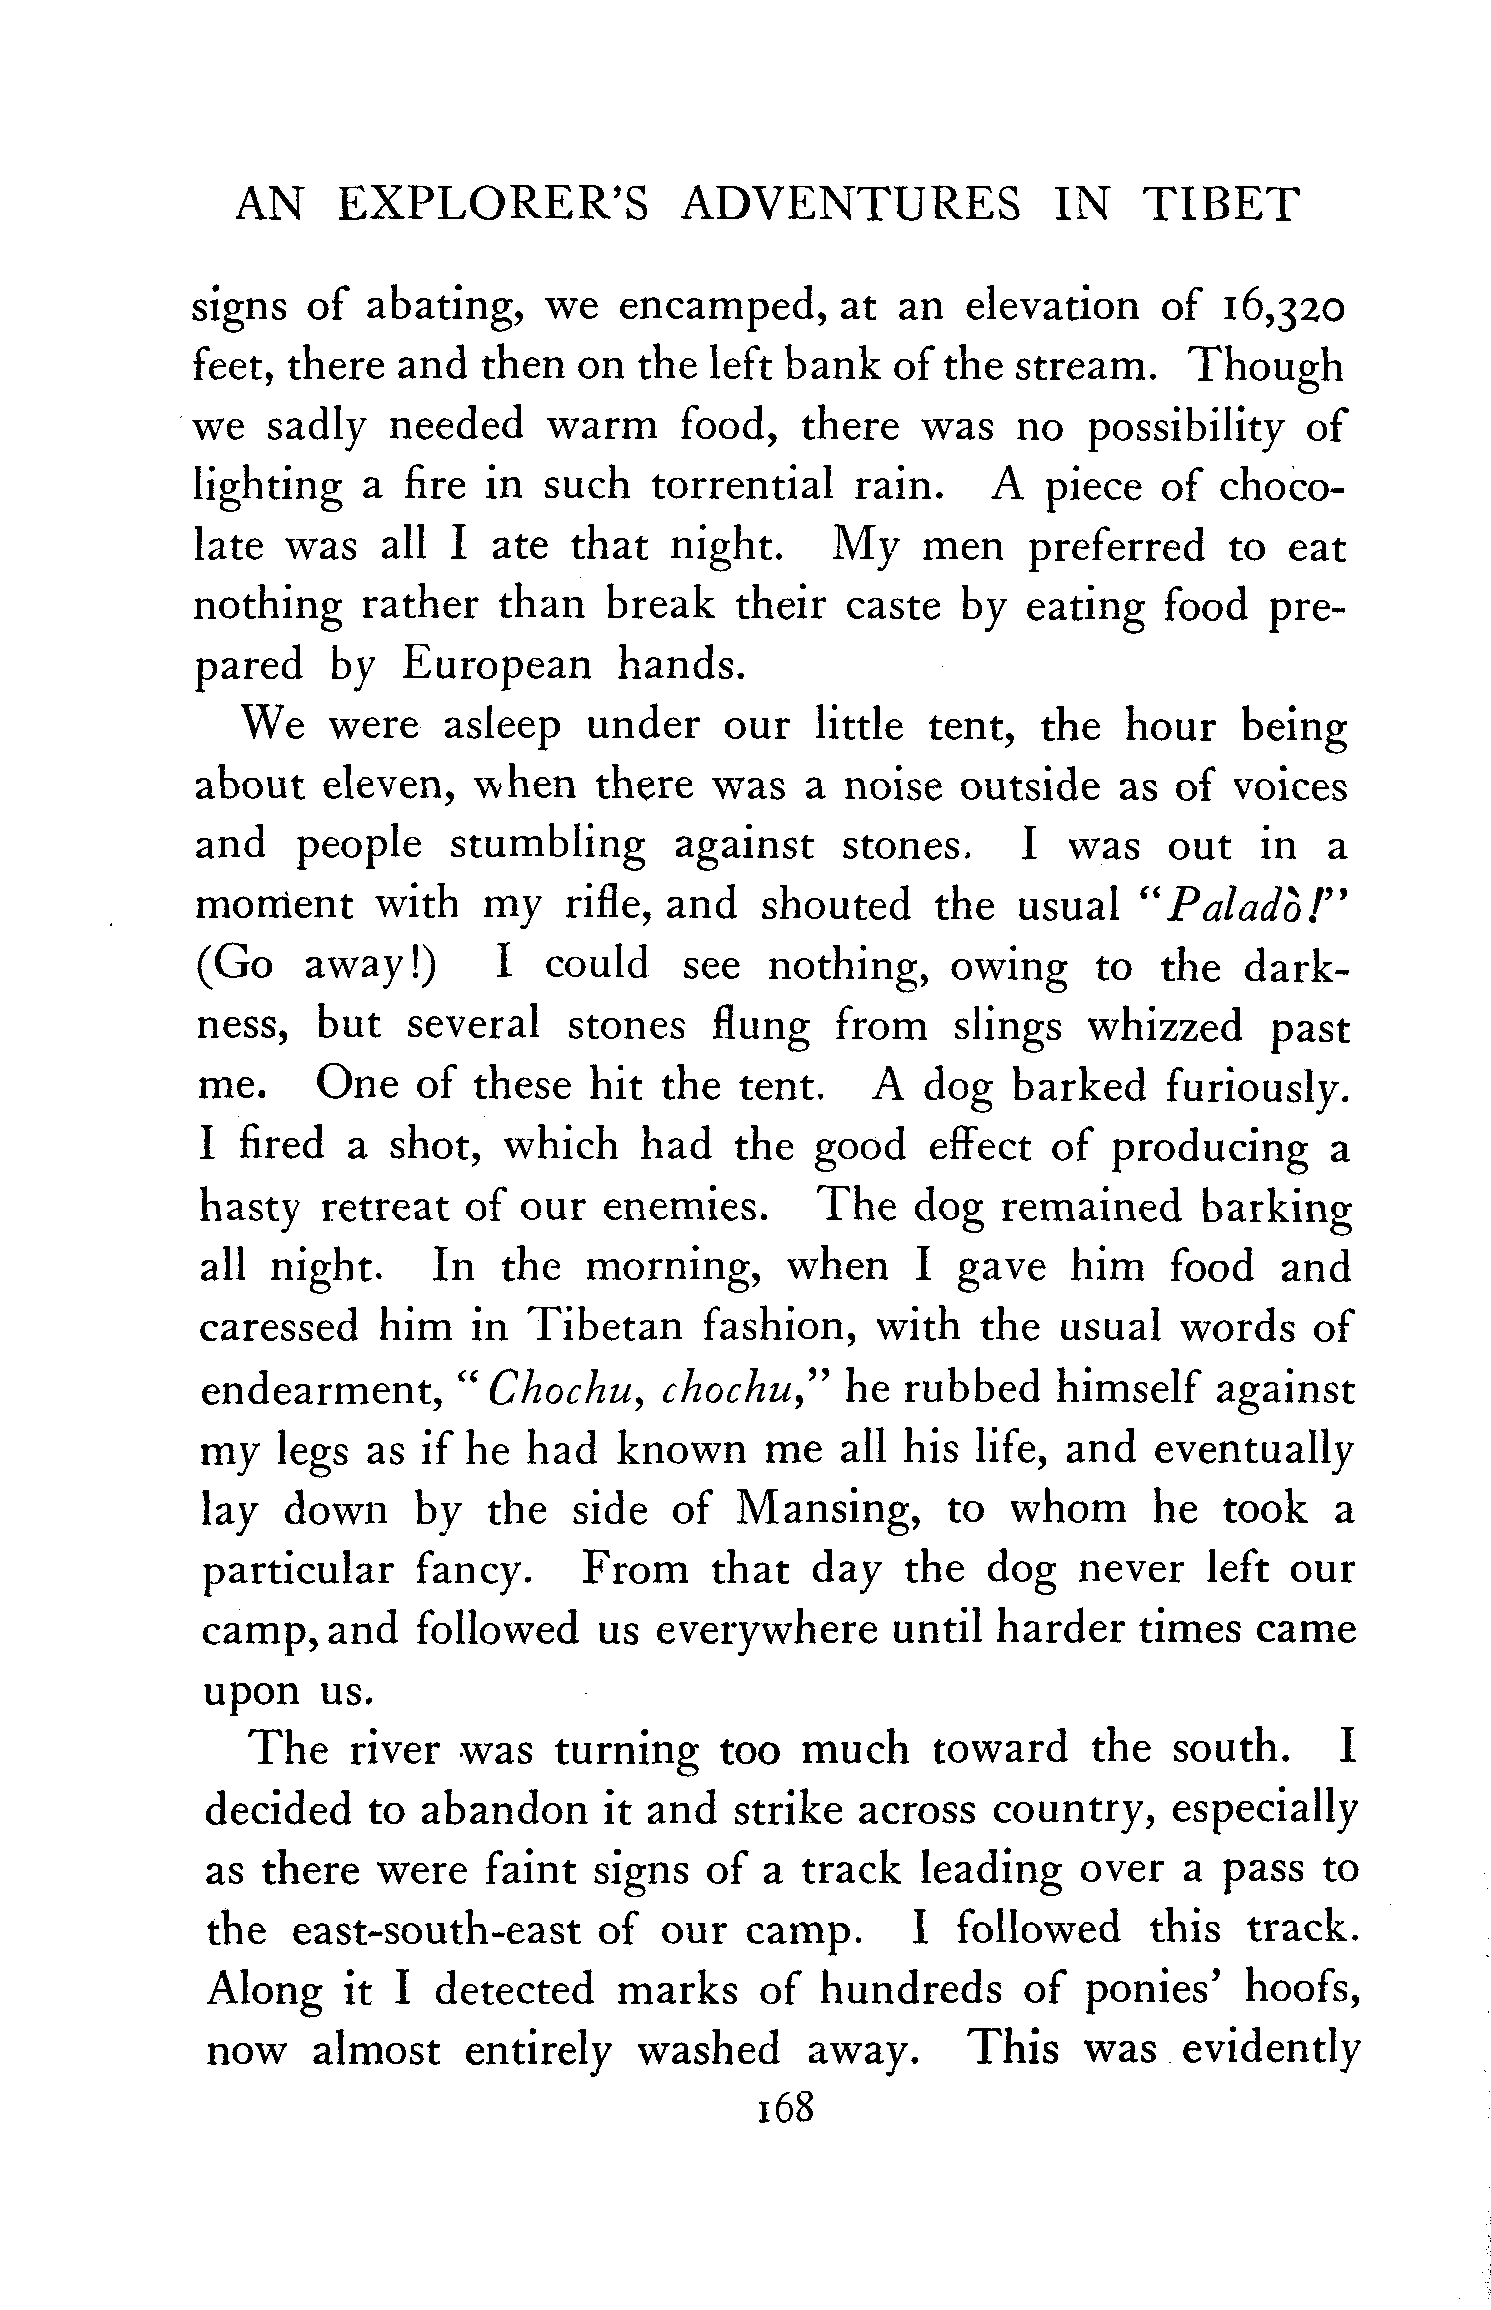 AN EXPLORER'S ADVENTURES IN TIBET
signs of abating, we encamped, at an elevation of 16,320
feet, there and then on the left bank of the stream. Though
we sadly needed warm food, there was no possibility of
lighting a fire in such torrential rain. A piece of choco-
late was all I ate that night. My men preferred to eat
nothing rather than break their caste by eating food pre-
pared by European hands.
We were asleep under our little tent, the hour being
about eleven, when there was a noise outside as of voices
and people stumbling against stones. I was out in a
moment with my rifle, and shouted the usual "Paladò!"
(Go away!) I could see nothing, owing to the dark-
ness, but several stones flung from slings whizzed past
me. One of these hit the tent. A dog barked furiously.
I fired a shot, which had the good effect of producing a
hasty retreat of our enemies. The dog remained barking
all night. In the morning, when I gave him food and
caressed him in Tibetan fashion, with the usual words of
endearment, "Chochu, chochu," he rubbed himself against
my legs as if he had known me all his life, and eventually
lay down by the side of Mansing, to whom he took a
particular fancy. From that day the dog never left our
camp, and followed us everywhere until harder times came
upon us.
The river was turning too much toward the south. I
decided to abandon it and strike across country, especially
as there were faint signs of a track leading over a pass to
the east-south-east of our camp. I followed this track.
Along it I detected marks of hundreds of ponies' hoofs,
now almost entirely washed away. This was evidently
168